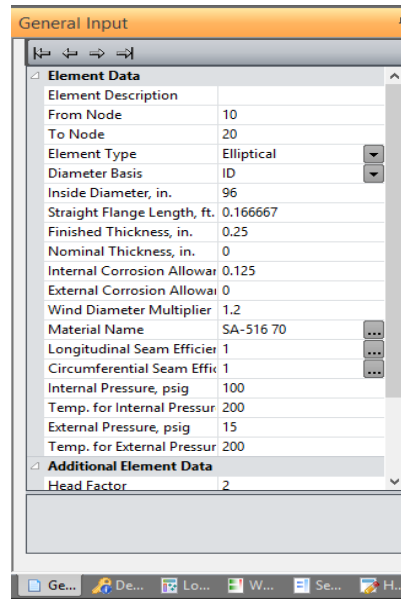 General Input
Element Data
Element Description
From Node 10
To Node 20
Element Type Elliptical
Diameter Basis ID
Inside Diameter, in. 96
Straight Flange Length, ft. 0.166667
Finished Thickness, in. 0.25
Nominal Thickness, in. 0
Internal Corrosion Allowar 0.125
External Corrosion Allowar 0
Wind Diameter Multiplier 1.2
Material Name SA-516 70 ...
Longitudinal Seam Efficier 1 ...
Circumferential Seam Effic 1 ...
Internal Pressure, psig 100
Temp. for Internal Pressur 200
External Pressure, psig 15
Temp. for External Pressur 200
Additional Element Data
Head Factor 2
Ge... De... Lo... W... Se... H...